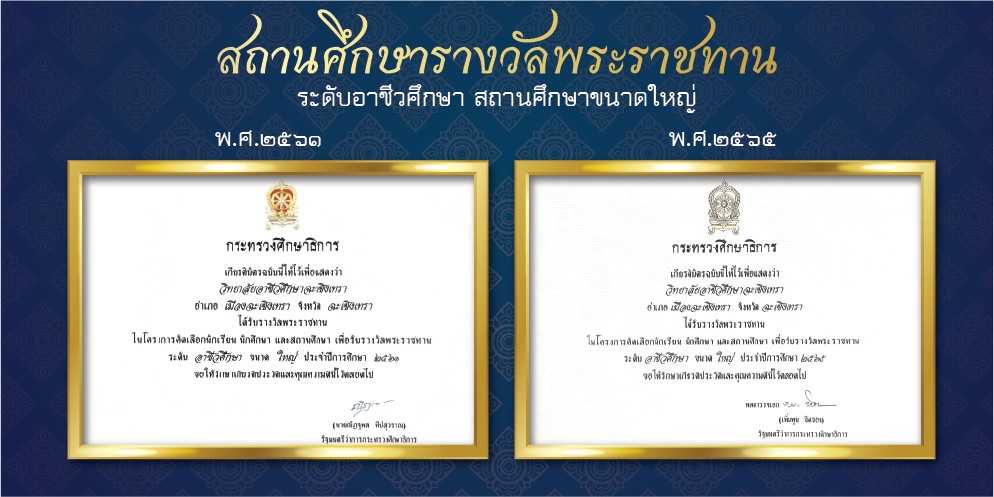 สถานศึกษารางวัลพระราชทาน
ระดับอาชีวศึกษา สถานศึกษาขนาดใหญ่
พ.ศ.๒๕๖๑
กระทรวงศึกษาธิการ
เกียรติบัตรฉบับนี้ให้ไว้เพื่อแสดงว่า
วิทยาลัยอาชีวศึกษาฉะเชิงเทรา
อำเภอ เมืองฉะเชิงเทรา จังหวัด ฉะเชิงเทรา
ได้รับรางวัลพระราชทาน
ในโครงการคัดเลือกนักเรียน นักศึกษา และสถานศึกษา เพื่อรับรางวัลพระราชทาน
ระดับ อาชีวศึกษา ขนาด ใหญ่ ประจำปีการศึกษา ๒๕๖๑
ขอให้รักษาเกียรติประวัติและคุณความดีนี้ไว้ตลอดไป
(นายณัฏฐพล ทีปสุวรรณ)
รัฐมนตรีว่าการกระทรวงศึกษาธิการ
พ.ศ.๒๕๖๕
กระทรวงศึกษาธิการ
เกียรติบัตรฉบับนี้ให้ไว้เพื่อแสดงว่า
วิทยาลัยอาชีวศึกษาฉะเชิงเทรา
อำเภอ เมืองฉะเชิงเทรา จังหวัด ฉะเชิงเทรา
ได้รับรางวัลพระราชทาน
ในโครงการคัดเลือกนักเรียน นักศึกษา และสถานศึกษา เพื่อรับรางวัลพระราชทาน
ระดับ อาชีวศึกษา ขนาด ใหญ่ ประจำปีการศึกษา ๒๕๖๕
ขอให้รักษาเกียรติประวัติและคุณความดีนี้ไว้ตลอดไป
พลตำรวจเอก
(เพิ่มพูน ชิดชอบ)
รัฐมนตรีว่าการกระทรวงศึกษาธิการ